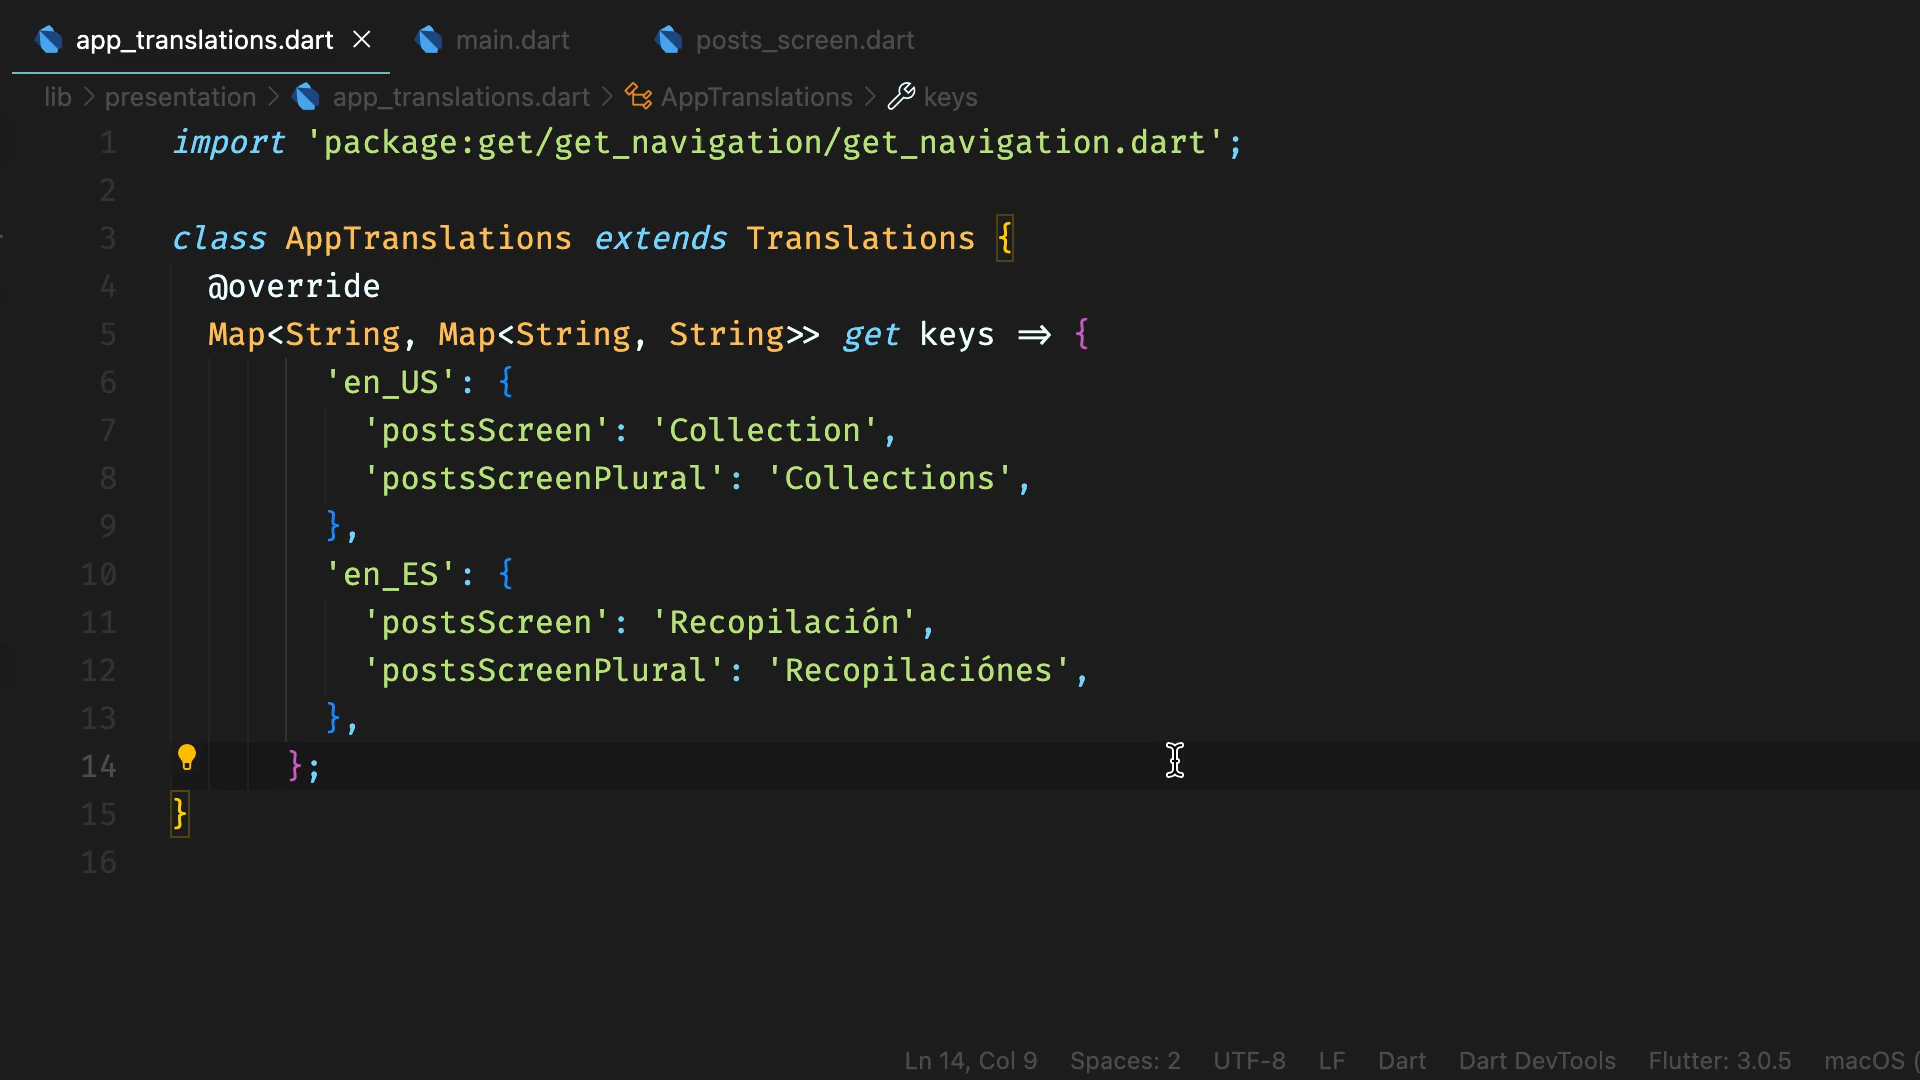 app_translations.dart main.dart posts_screen.dart
lib > presentation > app_translations.dart > AppTranslations > keys
1 import 'package:get/get_navigation/get_navigation.dart';
2
3 class AppTranslations extends Translations {
4 @override
5 Map<String, Map<String, String>> get keys => {
6 'en_US': {
7 'postsScreen': 'Collection',
8 'postsScreenPlural': 'Collections',
9 },
10 'en_ES': {
11 'postsScreen': 'Recopilación',
12 'postsScreenPlural': 'Recopilaciónes',
13 },
14 };
15 }
16
Ln 14, Col 9 Spaces: 2 UTF-8 LF Dart Dart DevTools Flutter: 3.0.5 macOS (